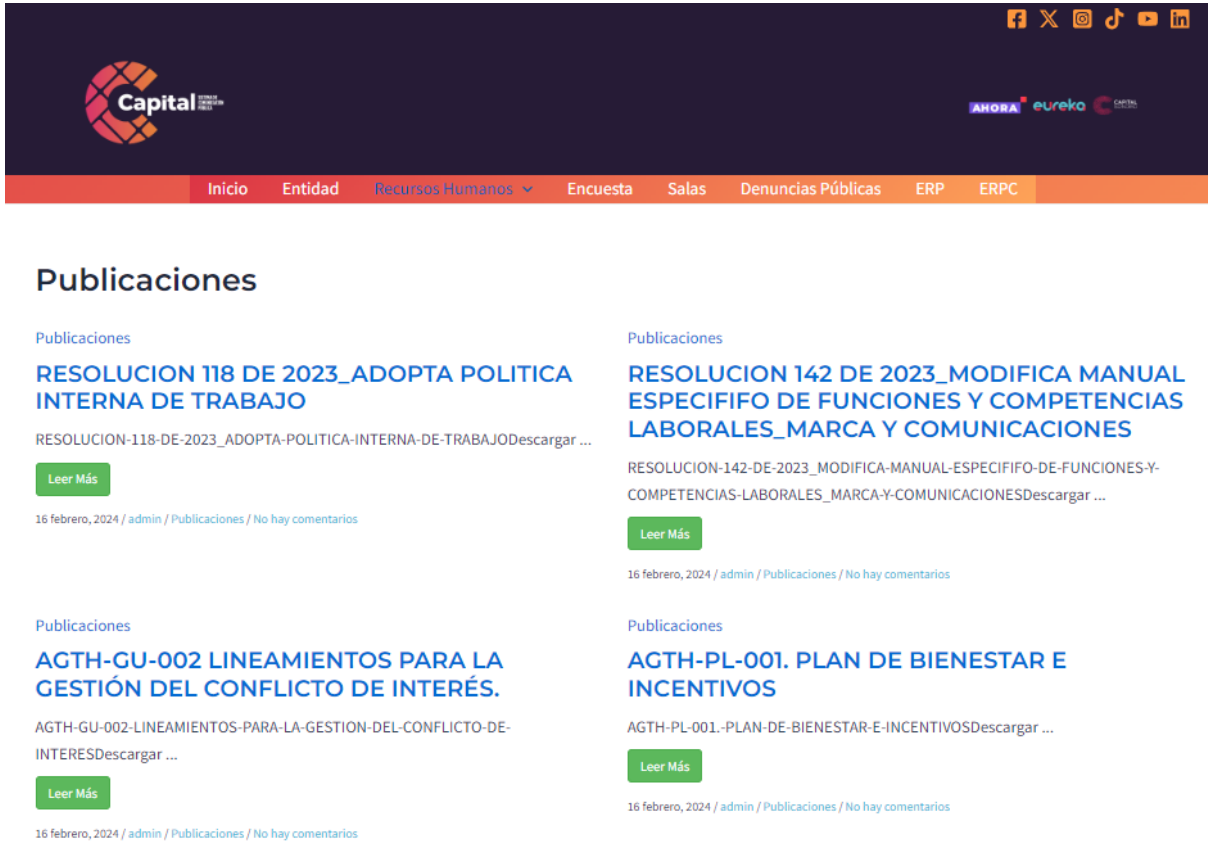 Capital
SISTEMA DE
COMUNICACIÓN
PÚBLICA
AHORA eureka CAPITAL
Inicio Entidad Recursos Humanos Encuesta Salas Denuncias Públicas ERP ERPC
Publicaciones
Publicaciones
RESOLUCION 118 DE 2023_ADOPTA POLITICA
INTERNA DE TRABAJO
RESOLUCION-118-DE-2023_ADOPTA-POLITICA-INTERNA-DE-TRABAJODescargar ...
Leer Más
16 febrero, 2024 / admin / Publicaciones / No hay comentarios
Publicaciones
RESOLUCION 142 DE 2023_MODIFICA MANUAL
ESPECIFIFO DE FUNCIONES Y COMPETENCIAS
LABORALES_MARCA Y COMUNICACIONES
RESOLUCION-142-DE-2023_MODIFICA-MANUAL-ESPECIFIFO-DE-FUNCIONES-Y-
COMPETENCIAS-LABORALES_MARCA-Y-COMUNICACIONESDescargar ...
Leer Más
16 febrero, 2024 / admin / Publicaciones / No hay comentarios
Publicaciones
AGTH-GU-002 LINEAMIENTOS PARA LA
GESTIÓN DEL CONFLICTO DE INTERÉS.
AGTH-GU-002-LINEAMIENTOS-PARA-LA-GESTION-DEL-CONFLICTO-DE-
INTERESDescargar ...
Leer Más
16 febrero, 2024 / admin / Publicaciones / No hay comentarios
Publicaciones
AGTH-PL-001. PLAN DE BIENESTAR E
INCENTIVOS
AGTH-PL-001.-PLAN-DE-BIENESTAR-E-INCENTIVOSDescargar ...
Leer Más
16 febrero, 2024 / admin / Publicaciones / No hay comentarios